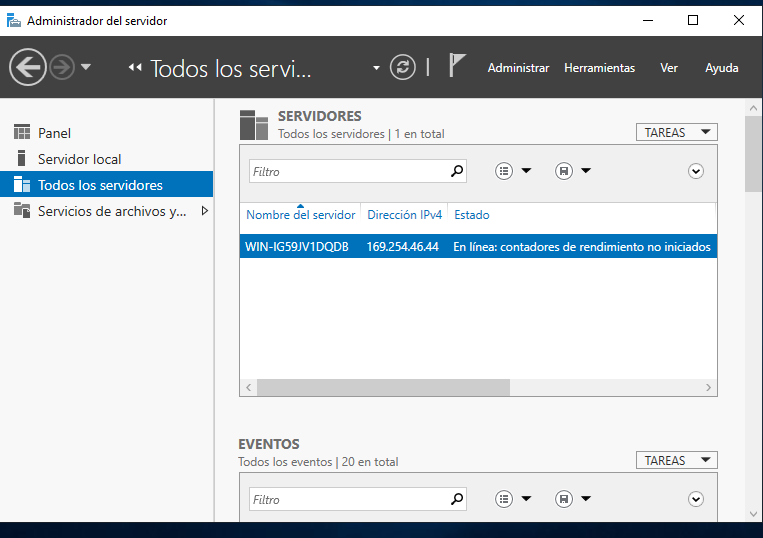 Administrador del servidor
Todos los servi...
Administrar Herramientas Ver Ayuda
Panel
Servidor local
Todos los servidores
Servicios de archivos y...
SERVIDORES
Todos los servidores | 1 en total
TAREAS
Filtro
Nombre del servidor Dirección IPv4 Estado
WIN-IG59JV1DQDB 169.254.46.44 En línea: contadores de rendimiento no iniciados
EVENTOS
Todos los eventos | 20 en total
TAREAS
Filtro